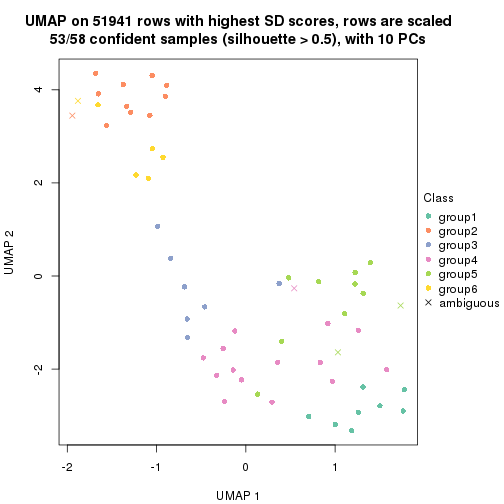 UMAP on 51941 rows with highest SD scores, rows are scaled
53/58 confident samples (silhouette > 0.5), with 10 PCs
4
2
0
-2
UMAP 2
-2
-1
0
1
UMAP 1
Class
group1
group2
group3
group4
group5
group6
ambiguous